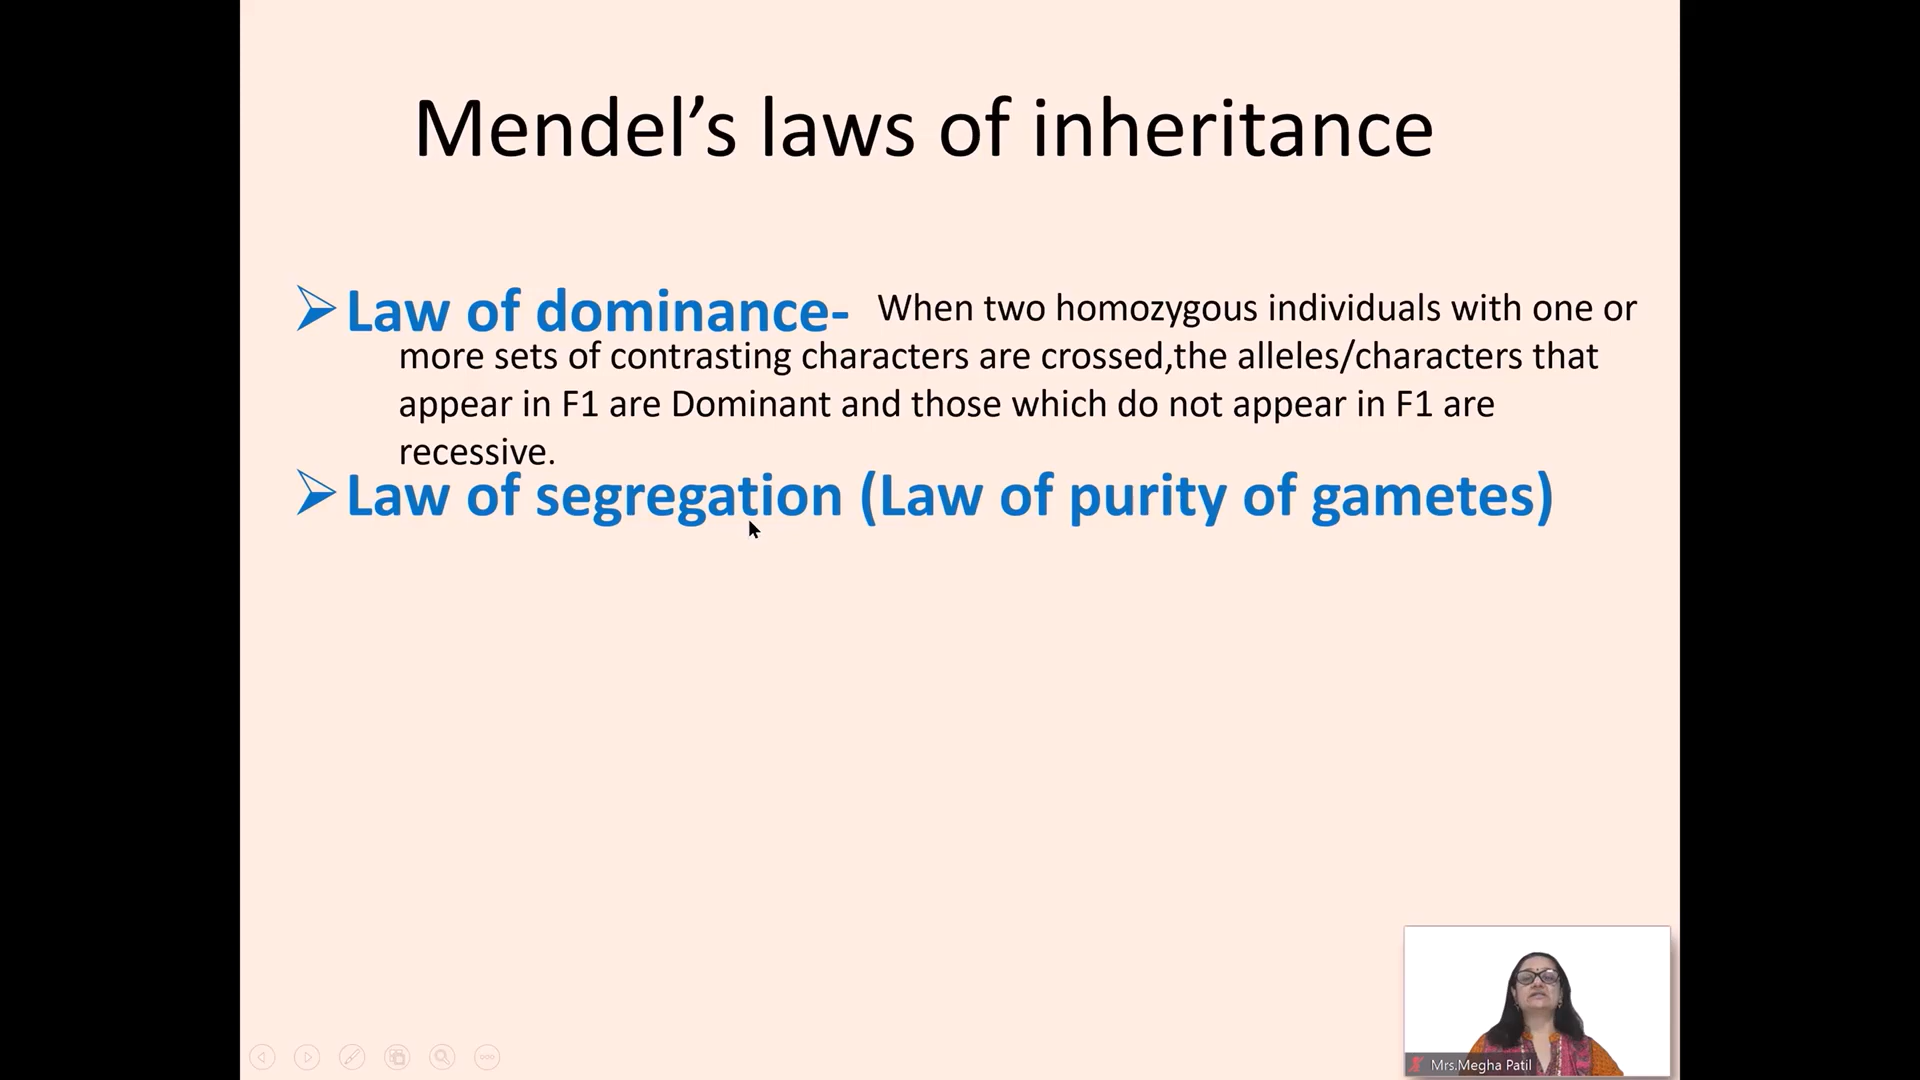 Mendel’s laws of inheritance
Law of dominance- When two homozygous individuals with one or
more sets of contrasting characters are crossed,the alleles/characters that
appear in F1 are Dominant and those which do not appear in F1 are
recessive.
Law of segregation (Law of purity of gametes)
Mrs.Megha Patil